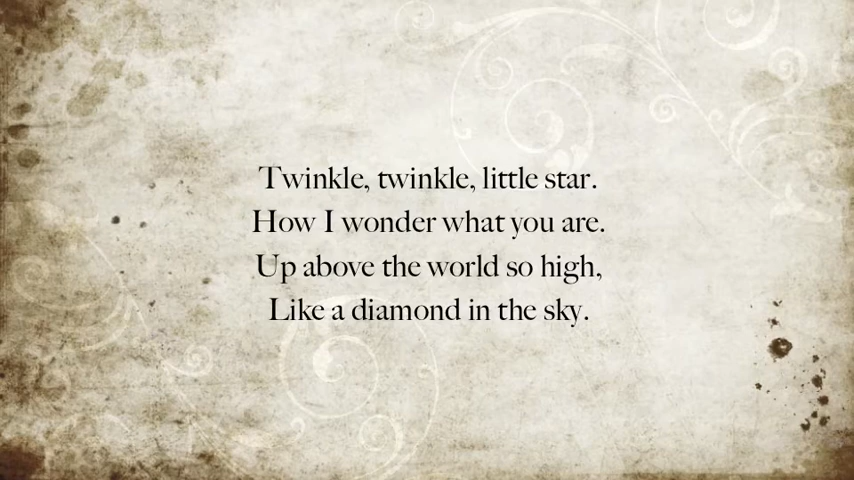 Twinkle, twinkle, little star.
How I wonder what you are.
Up above the world so high,
Like a diamond in the sky.